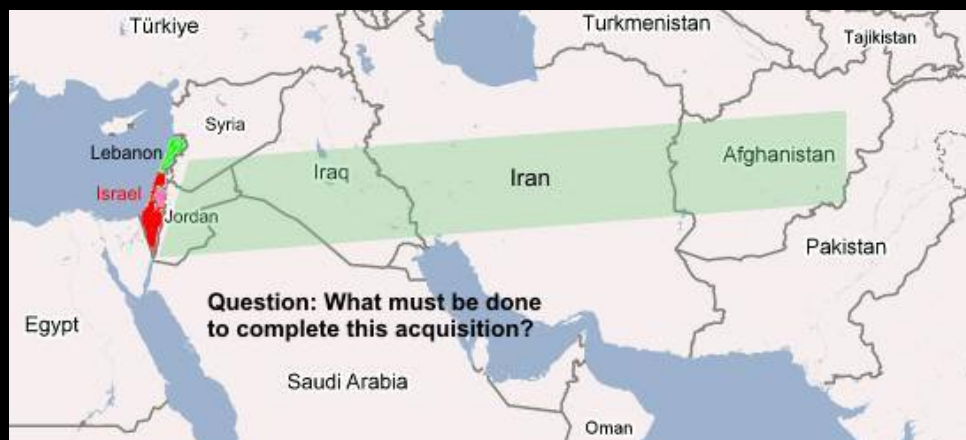 Türkiye
Turkmenistan
Tajikistan
Syria
Lebanon
Iraq
Iran
Afghanistan
Israel
Jordan
Pakistan
Question: What must be done
to complete this acquisition?
Egypt
Saudi Arabia
Oman